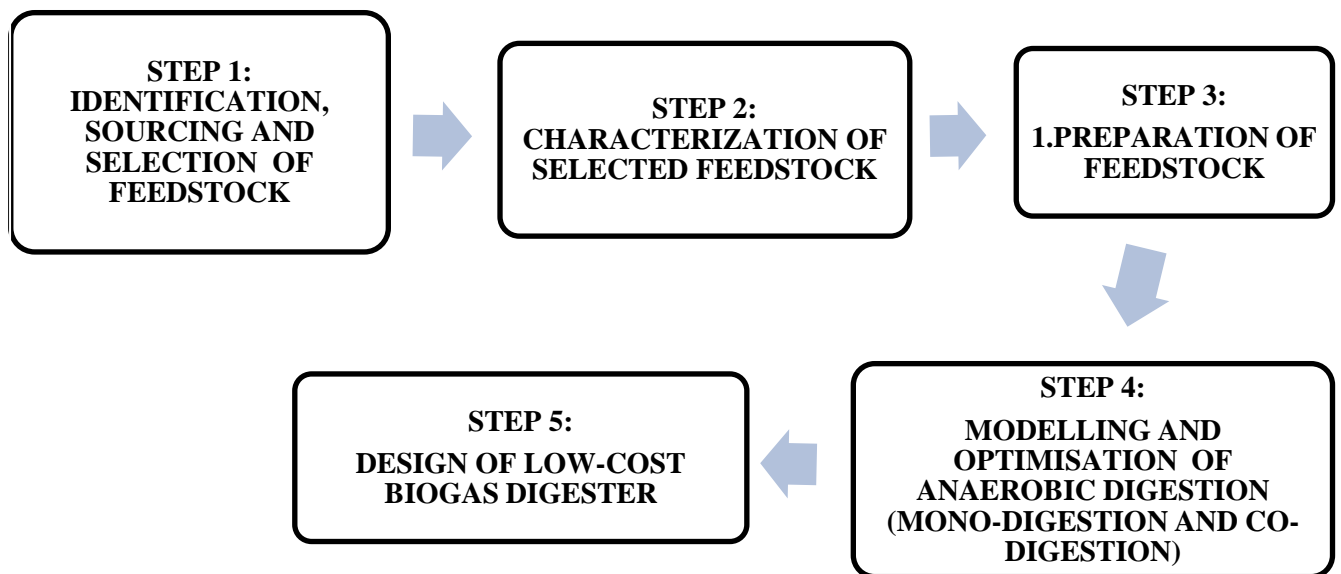 STEP 1:
IDENTIFICATION,
SOURCING AND
SELECTION OF
FEEDSTOCK
STEP 2:
CHARACTERIZATION OF
SELECTED FEEDSTOCK
STEP 3:
1.PREPARATION OF
FEEDSTOCK
STEP 4:
MODELLING AND
OPTIMISATION OF
ANAEROBIC DIGESTION
(MONO-DIGESTION AND CO-
DIGESTION)
STEP 5:
DESIGN OF LOW-COST
BIOGAS DIGESTER